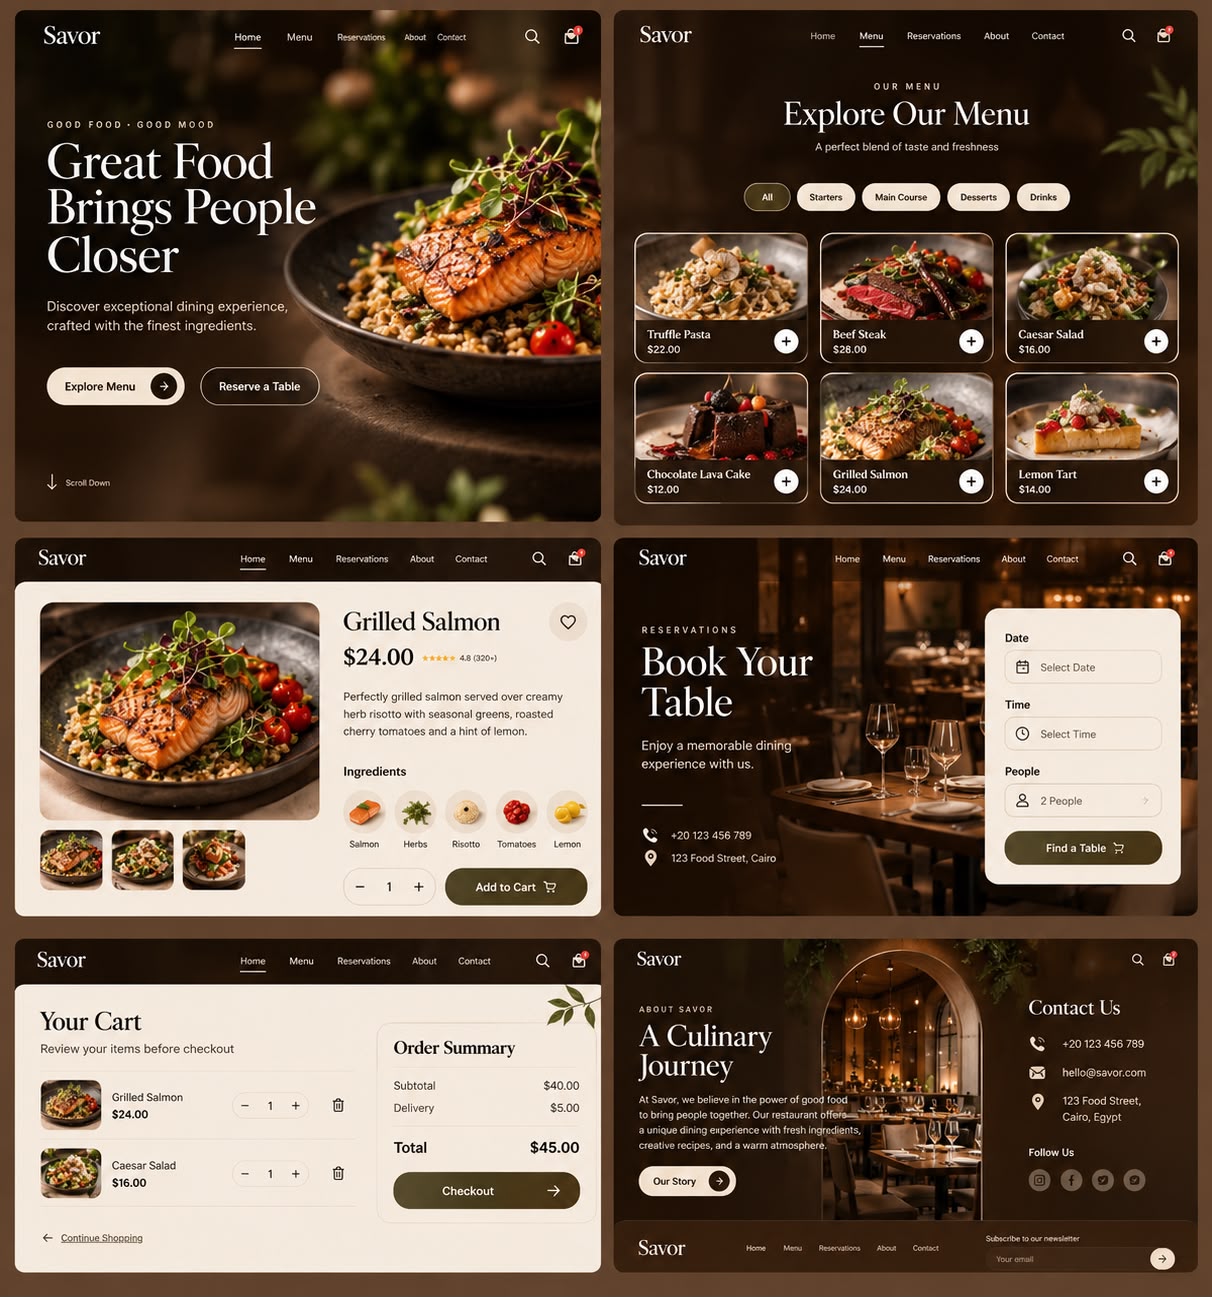 Savor
Home Menu Reservations About Contact
GOOD FOOD • GOOD MOOD
Great Food
Brings People
Closer
Discover exceptional dining experience,
crafted with the finest ingredients.
Explore Menu
Reserve a Table
Scroll Down
Savor
Home Menu Reservations About Contact
OUR MENU
Explore Our Menu
A perfect blend of taste and freshness
All Starters Main Course Desserts Drinks
Truffle Pasta
$22.00
Beef Steak
$28.00
Caesar Salad
$16.00
Chocolate Lava Cake
$12.00
Grilled Salmon
$24.00
Lemon Tart
$14.00
Savor
Home Menu Reservations About Contact
Grilled Salmon
$24.00 4.8 (320+)
Perfectly grilled salmon served over creamy
herb risotto with seasonal greens, roasted
cherry tomatoes and a hint of lemon.
Ingredients
Salmon Herbs Risotto Tomatoes Lemon
− 1 +
Add to Cart
Savor
Home Menu Reservations About Contact
RESERVATIONS
Book Your
Table
Enjoy a memorable dining
experience with us.
+20 123 456 789
123 Food Street, Cairo
Date
Select Date
Time
Select Time
People
2 People
Find a Table
Savor
Home Menu Reservations About Contact
Your Cart
Review your items before checkout
Grilled Salmon
$24.00
− 1 +
Caesar Salad
$16.00
− 1 +
Continue Shopping
Order Summary
Subtotal $40.00
Delivery $5.00
Total $45.00
Checkout
Savor
ABOUT SAVOR
A Culinary
Journey
At Savor, we believe in the power of good food
to bring people together. Our restaurant offers
a unique dining experience with fresh ingredients,
creative recipes, and a warm atmosphere.
Our Story
Contact Us
+20 123 456 789
hello@savor.com
123 Food Street,
Cairo, Egypt
Follow Us
Savor
Home Menu Reservations About Contact
Subscribe to our newsletter
Your email